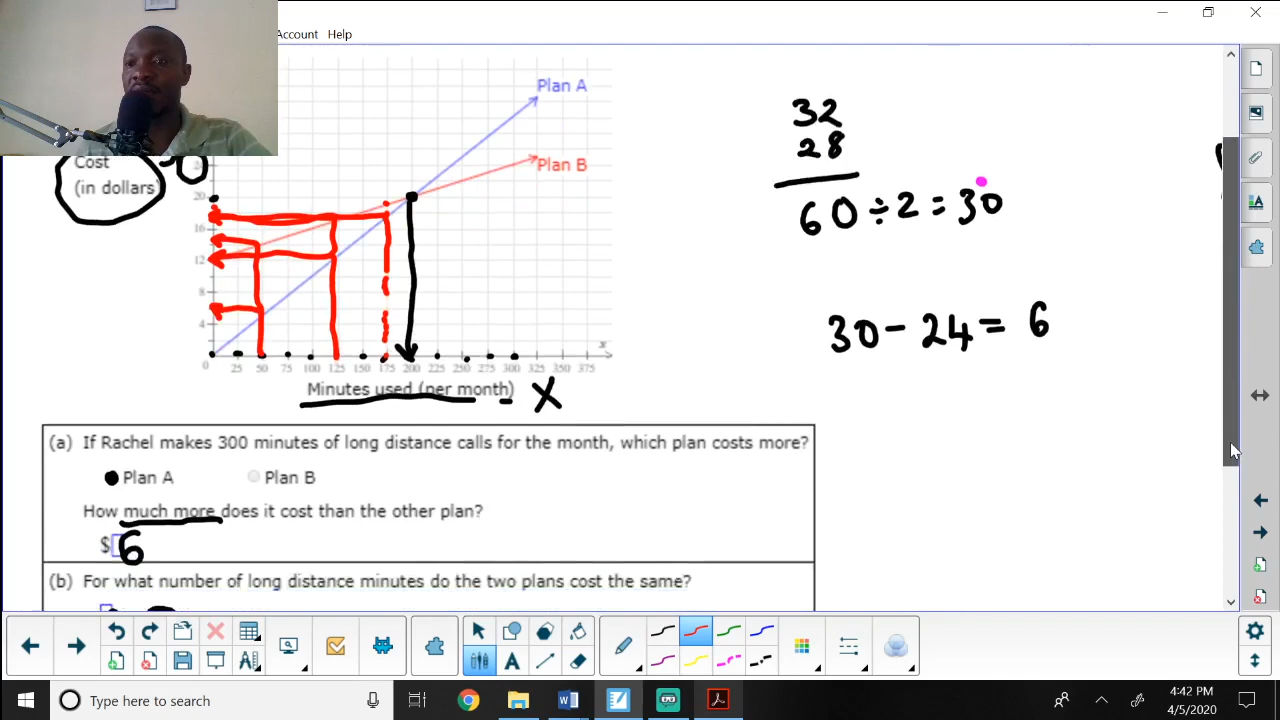 Account Help
Plan A
Plan B
Cost
(in dollars)
20
16
12
8
4
0 25 50 75 100 125 150 175 200 225 250 275 300 325 375
x
Minutes used (per month) X
32
28
60 ÷ 2 = 30
30 - 24 = 6
(a) If Rachel makes 300 minutes of long distance calls for the month, which plan costs more?
Plan A Plan B
How much more does it cost than the other plan?
$ 6
(b) For what number of long distance minutes do the two plans cost the same?
A
Type here to search
4:42 PM
4/5/2020